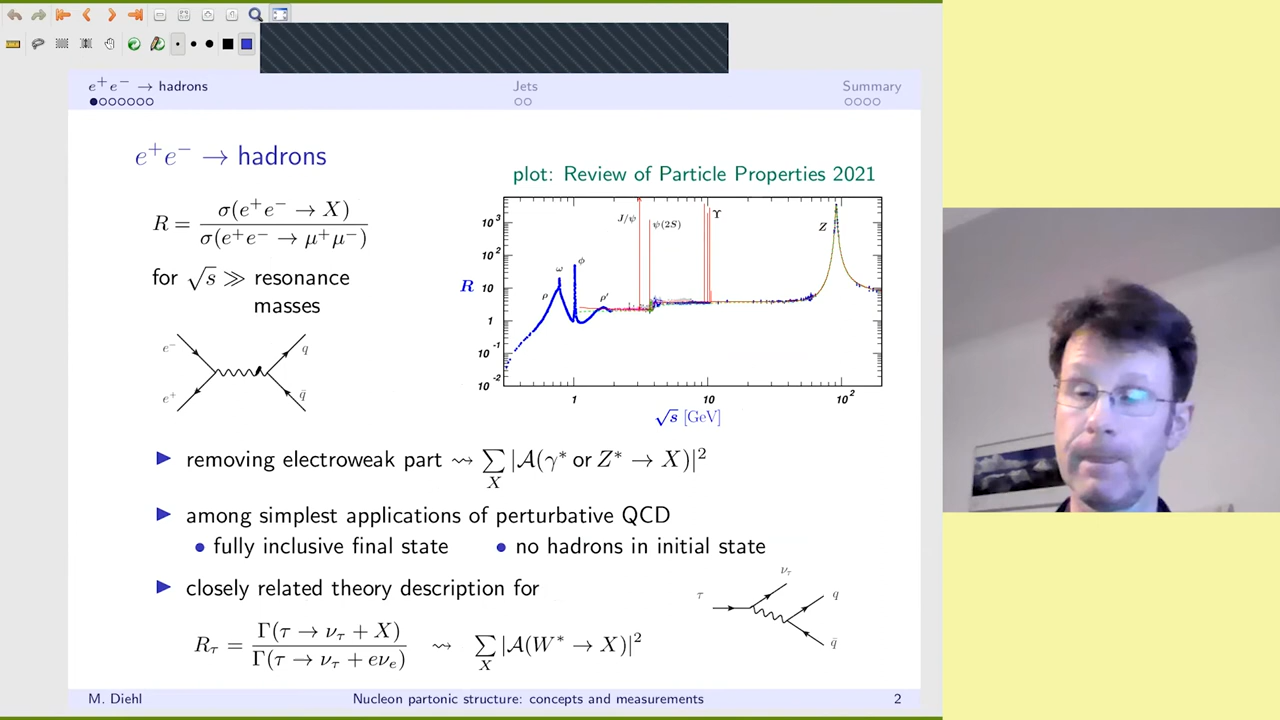 e⁺e⁻ → hadrons Jets Summary
e⁺e⁻ → hadrons
plot: Review of Particle Properties 2021
R = σ(e⁺e⁻ → X) / σ(e⁺e⁻ → μ⁺μ⁻)
for √s ≫ resonance
masses
e⁻ q
e⁺ q̄
10³
10²
10
1
10⁻¹
10⁻²
R
ρ ω ϕ ρ′ J/ψ ψ(2S) ϒ Z
1 10 10²
√s [GeV]
▶ removing electroweak part ⇝ ∑_X |𝒜(γ* or Z* → X)|²
▶ among simplest applications of perturbative QCD
• fully inclusive final state • no hadrons in initial state
▶ closely related theory description for
τ ν_τ q q̄
R_τ = Γ(τ → ν_τ + X) / Γ(τ → ν_τ + eν_e) ⇝ ∑_X |𝒜(W* → X)|²
M. Diehl Nucleon partonic structure: concepts and measurements 2